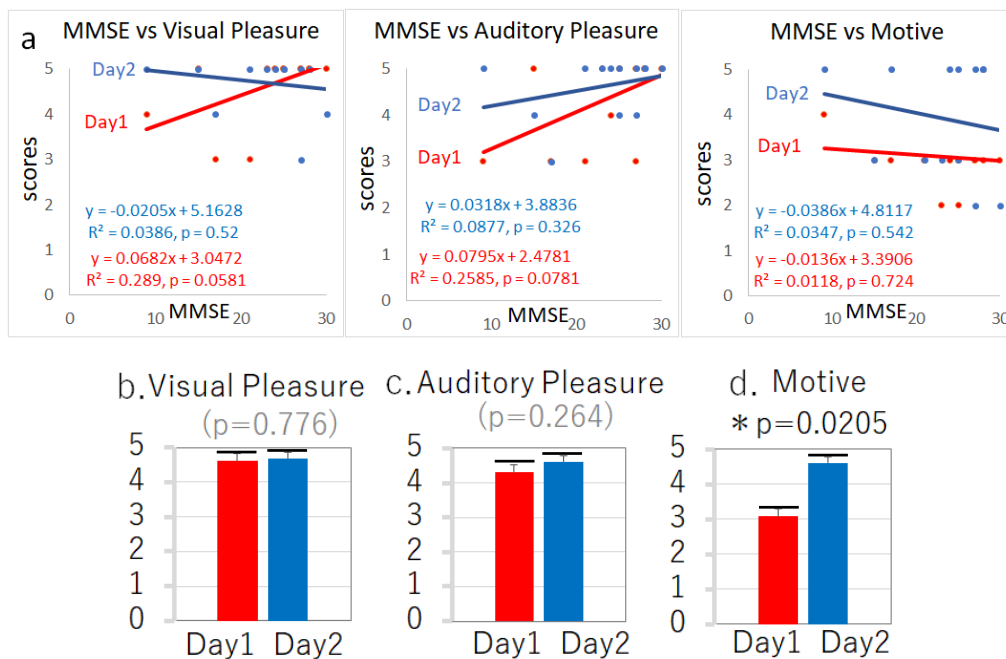 a
MMSE vs Visual Pleasure
5
4
3
2
1
0
scores
Day2
Day1
y = -0.0205x + 5.1628
R² = 0.0386, p = 0.52
y = 0.0682x + 3.0472
R² = 0.289, p = 0.0581
0 10 20 30
MMSE
MMSE vs Auditory Pleasure
5
4
3
2
1
0
scores
Day2
Day1
y = 0.0318x + 3.8836
R² = 0.0877, p = 0.326
y = 0.0795x + 2.4781
R² = 0.2585, p = 0.0781
0 10 20 30
MMSE
MMSE vs Motive
5
4
3
2
1
0
scores
Day2
Day1
y = -0.0386x + 4.8117
R² = 0.0347, p = 0.542
y = -0.0136x + 3.3906
R² = 0.0118, p = 0.724
0 10 20 30
MMSE
b. Visual Pleasure
(p=0.776)
5
4
3
2
1
0
Day1 Day2
c. Auditory Pleasure
(p=0.264)
5
4
3
2
1
0
Day1 Day2
d. Motive
* p=0.0205
5
4
3
2
1
0
Day1 Day2